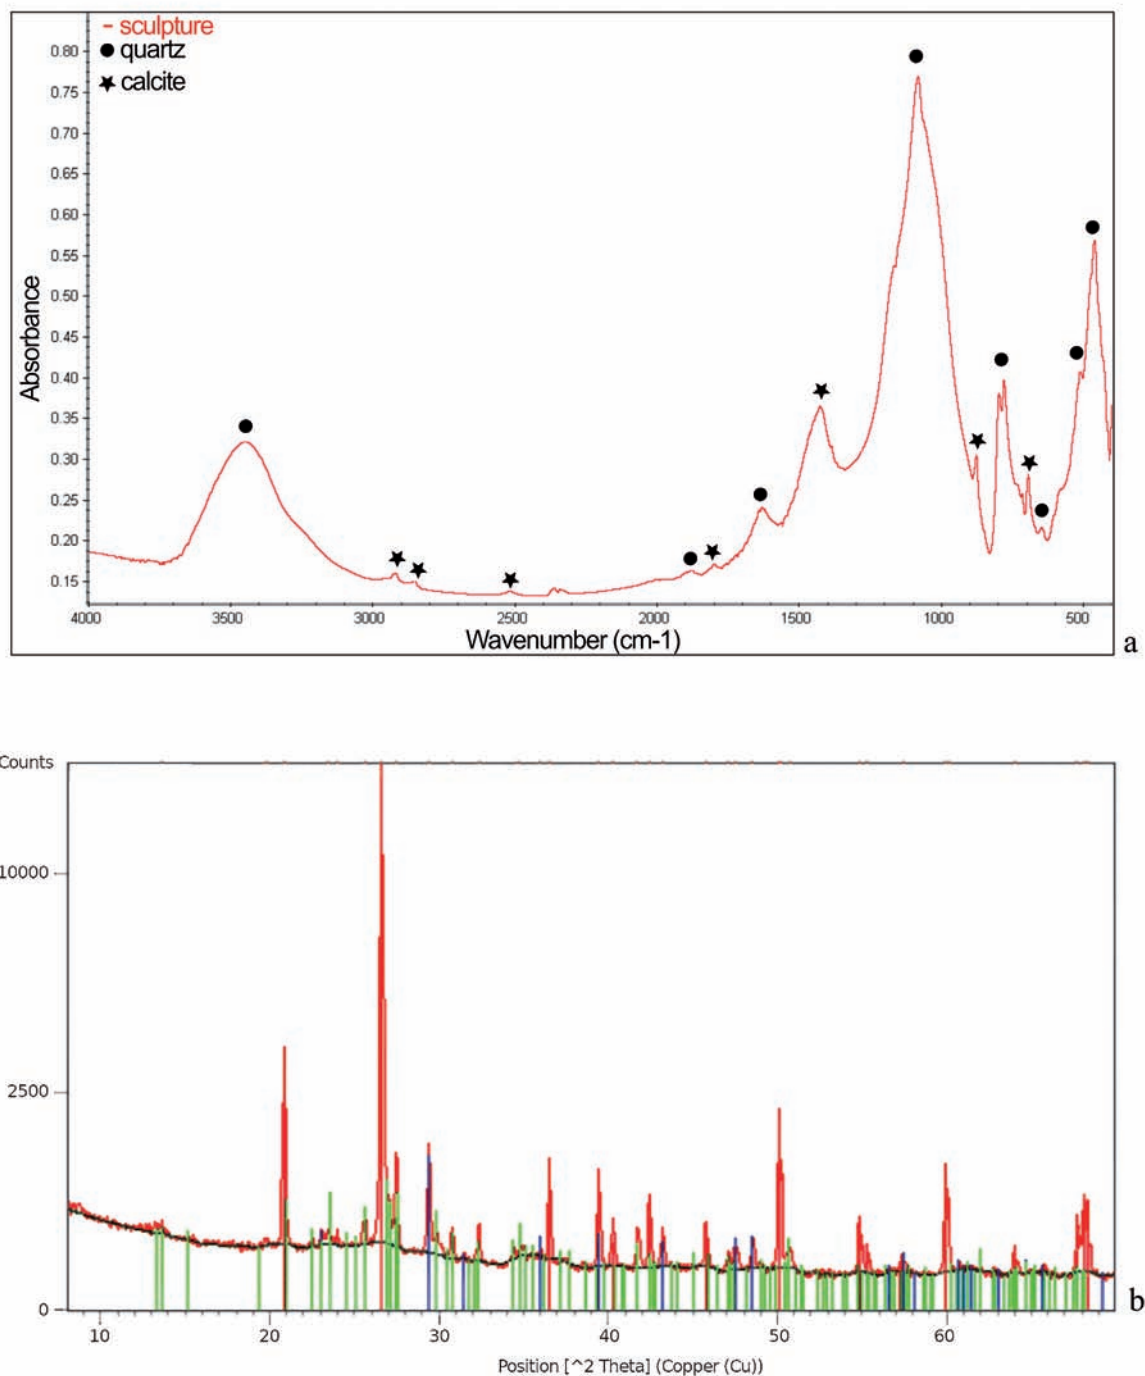 - sculpture
● quartz
★ calcite
Absorbance
0.80
0.75
0.70
0.65
0.60
0.55
0.50
0.45
0.40
0.35
0.30
0.25
0.20
0.15
4000 3500 3000 2500 2000 1500 1000 500
Wavenumber (cm-1)
a
Counts
10000
2500
0
10 20 30 40 50 60
Position [^2 Theta] (Copper (Cu))
b